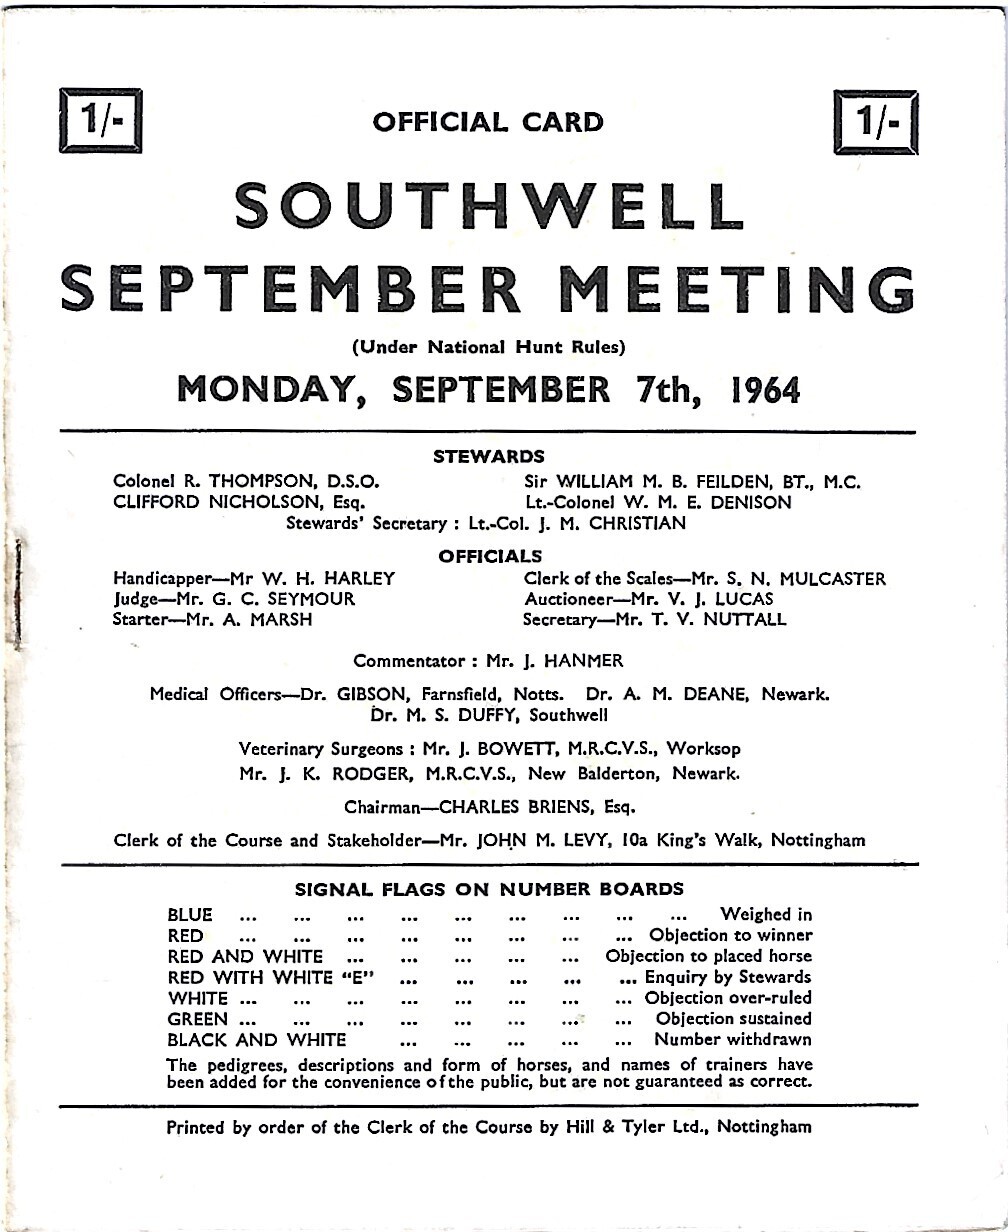 1/- OFFICIAL CARD 1/-
SOUTHWELL
SEPTEMBER MEETING
(Under National Hunt Rules)
MONDAY, SEPTEMBER 7th, 1964
STEWARDS
Colonel R. THOMPSON, D.S.O. Sir WILLIAM M. B. FEILDEN, BT., M.C.
CLIFFORD NICHOLSON, Esq. Lt.-Colonel W. M. E. DENISON
Stewards' Secretary : Lt.-Col. J. M. CHRISTIAN
OFFICIALS
Handicapper—Mr W. H. HARLEY Clerk of the Scales—Mr. S. N. MULCASTER
Judge—Mr. G. C. SEYMOUR Auctioneer—Mr. V. J. LUCAS
Starter—Mr. A. MARSH Secretary—Mr. T. V. NUTTALL
Commentator : Mr. J. HANMER
Medical Officers—Dr. GIBSON, Farnsfield, Notts. Dr. A. M. DEANE, Newark.
Dr. M. S. DUFFY, Southwell
Veterinary Surgeons : Mr. J. BOWETT, M.R.C.V.S., Worksop
Mr. J. K. RODGER, M.R.C.V.S., New Balderton, Newark.
Chairman—CHARLES BRIENS, Esq.
Clerk of the Course and Stakeholder—Mr. JOHN M. LEVY, 10a King's Walk, Nottingham
SIGNAL FLAGS ON NUMBER BOARDS
BLUE ... ... ... ... ... ... ... ... ... Weighed in
RED ... ... ... ... ... ... ... ... Objection to winner
RED AND WHITE ... ... ... ... ... Objection to placed horse
RED WITH WHITE "E" ... ... ... ... ... Enquiry by Stewards
WHITE ... ... ... ... ... ... ... ... Objection over-ruled
GREEN ... ... ... ... ... ... ... ... Objection sustained
BLACK AND WHITE ... ... ... ... ... Number withdrawn
The pedigrees, descriptions and form of horses, and names of trainers have
been added for the convenience of the public, but are not guaranteed as correct.
Printed by order of the Clerk of the Course by Hill & Tyler Ltd., Nottingham